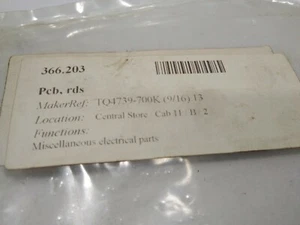 366.203
Pcb, rds
MakerRef: TQ4739-700K (9/16) 13
Location: Central Store Cab 11 / B / 2
Functions:
Miscellaneous electrical parts